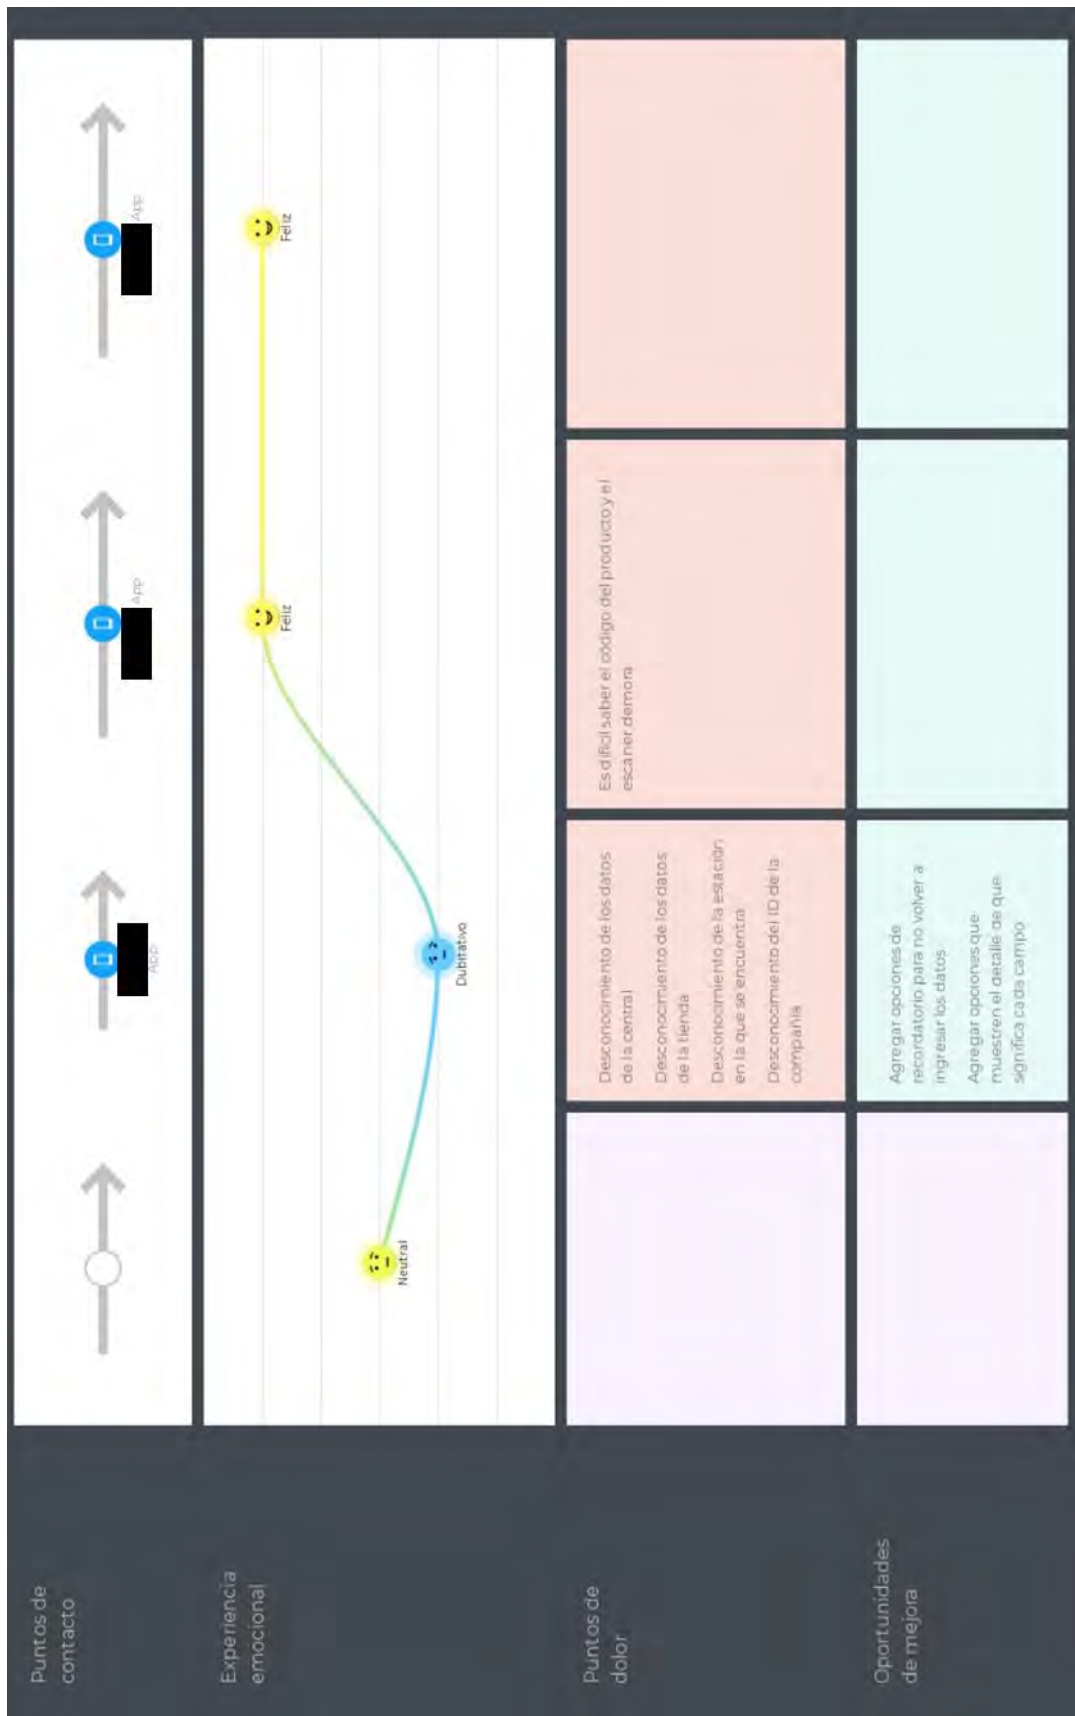 Puntos de
contacto
App
App
App
Experiencia
emocional
Neutral
Dubitativo
Feliz
Feliz
Puntos de
dolor
Desconocimiento de los datos
de la central
Desconocimiento de los datos
de la tienda
Desconocimiento de la estación
en la que se encuentra
Desconocimiento del ID de la
compañía
Es difícil saber el código del producto y el
escaner demora
Oportunidades
de mejora
Agregar opciones de
recordatorio para no volver a
ingresar los datos
Agregar opciones que
muestren el detalle de que
significa cada campo